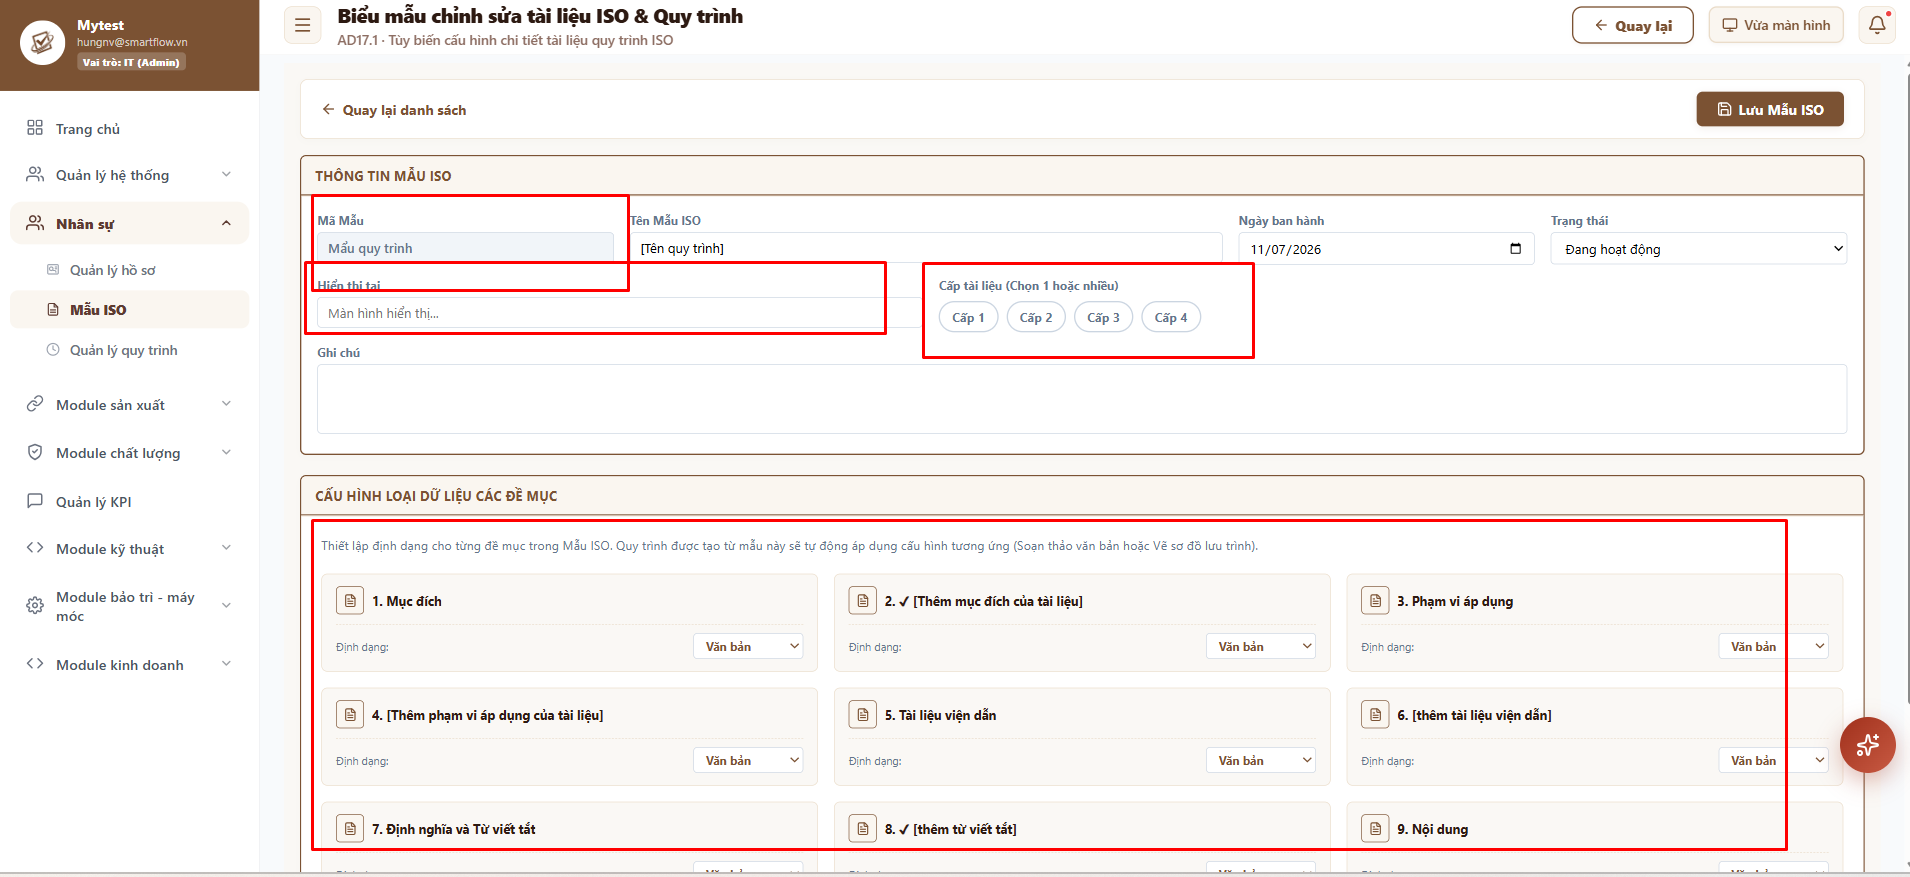 Mytest
hungnv@smartflow.vn
Vai trò: IT (Admin)
Trang chủ
Quản lý hệ thống
Nhân sự
Quản lý hồ sơ
Mẫu ISO
Quản lý quy trình
Module sản xuất
Module chất lượng
Quản lý KPI
Module kỹ thuật
Module bảo trì - máy
móc
Module kinh doanh
Biểu mẫu chỉnh sửa tài liệu ISO & Quy trình
AD17.1 · Tùy biến cấu hình chi tiết tài liệu quy trình ISO
Quay lại
Vừa màn hình
Quay lại danh sách
Lưu Mẫu ISO
THÔNG TIN MẪU ISO
Mã Mẫu
Tên Mẫu ISO
Ngày ban hành
Trạng thái
Mẩu quy trình
[Tên quy trình]
11/07/2026
Đang hoạt động
Hiển thị tại
Cấp tài liệu (Chọn 1 hoặc nhiều)
Màn hình hiển thị...
Cấp 1
Cấp 2
Cấp 3
Cấp 4
Ghi chú
CẤU HÌNH LOẠI DỮ LIỆU CÁC ĐỀ MỤC
Thiết lập định dạng cho từng đề mục trong Mẫu ISO. Quy trình được tạo từ mẫu này sẽ tự động áp dụng cấu hình tương ứng (Soạn thảo văn bản hoặc Vẽ sơ đồ lưu trình).
1. Mục đích
Định dạng:
Văn bản
2. ✓ [Thêm mục đích của tài liệu]
Định dạng:
Văn bản
3. Phạm vi áp dụng
Định dạng:
Văn bản
4. [Thêm phạm vi áp dụng của tài liệu]
Định dạng:
Văn bản
5. Tài liệu viện dẫn
Định dạng:
Văn bản
6. [thêm tài liệu viện dẫn]
Định dạng:
Văn bản
7. Định nghĩa và Từ viết tắt
8. ✓ [thêm từ viết tắt]
9. Nội dung